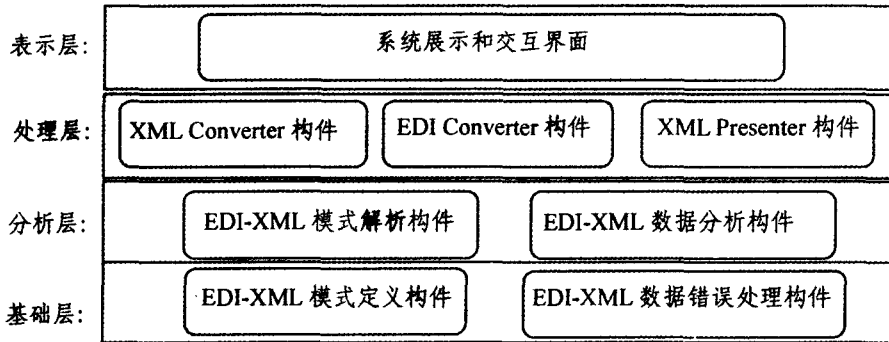 表示层: 系统展示和交互界面
处理层: XML Converter 构件 EDI Converter 构件 XML Presenter 构件
分析层: EDI-XML 模式解析构件 EDI-XML 数据分析构件
基础层: EDI-XML 模式定义构件 EDI-XML 数据错误处理构件